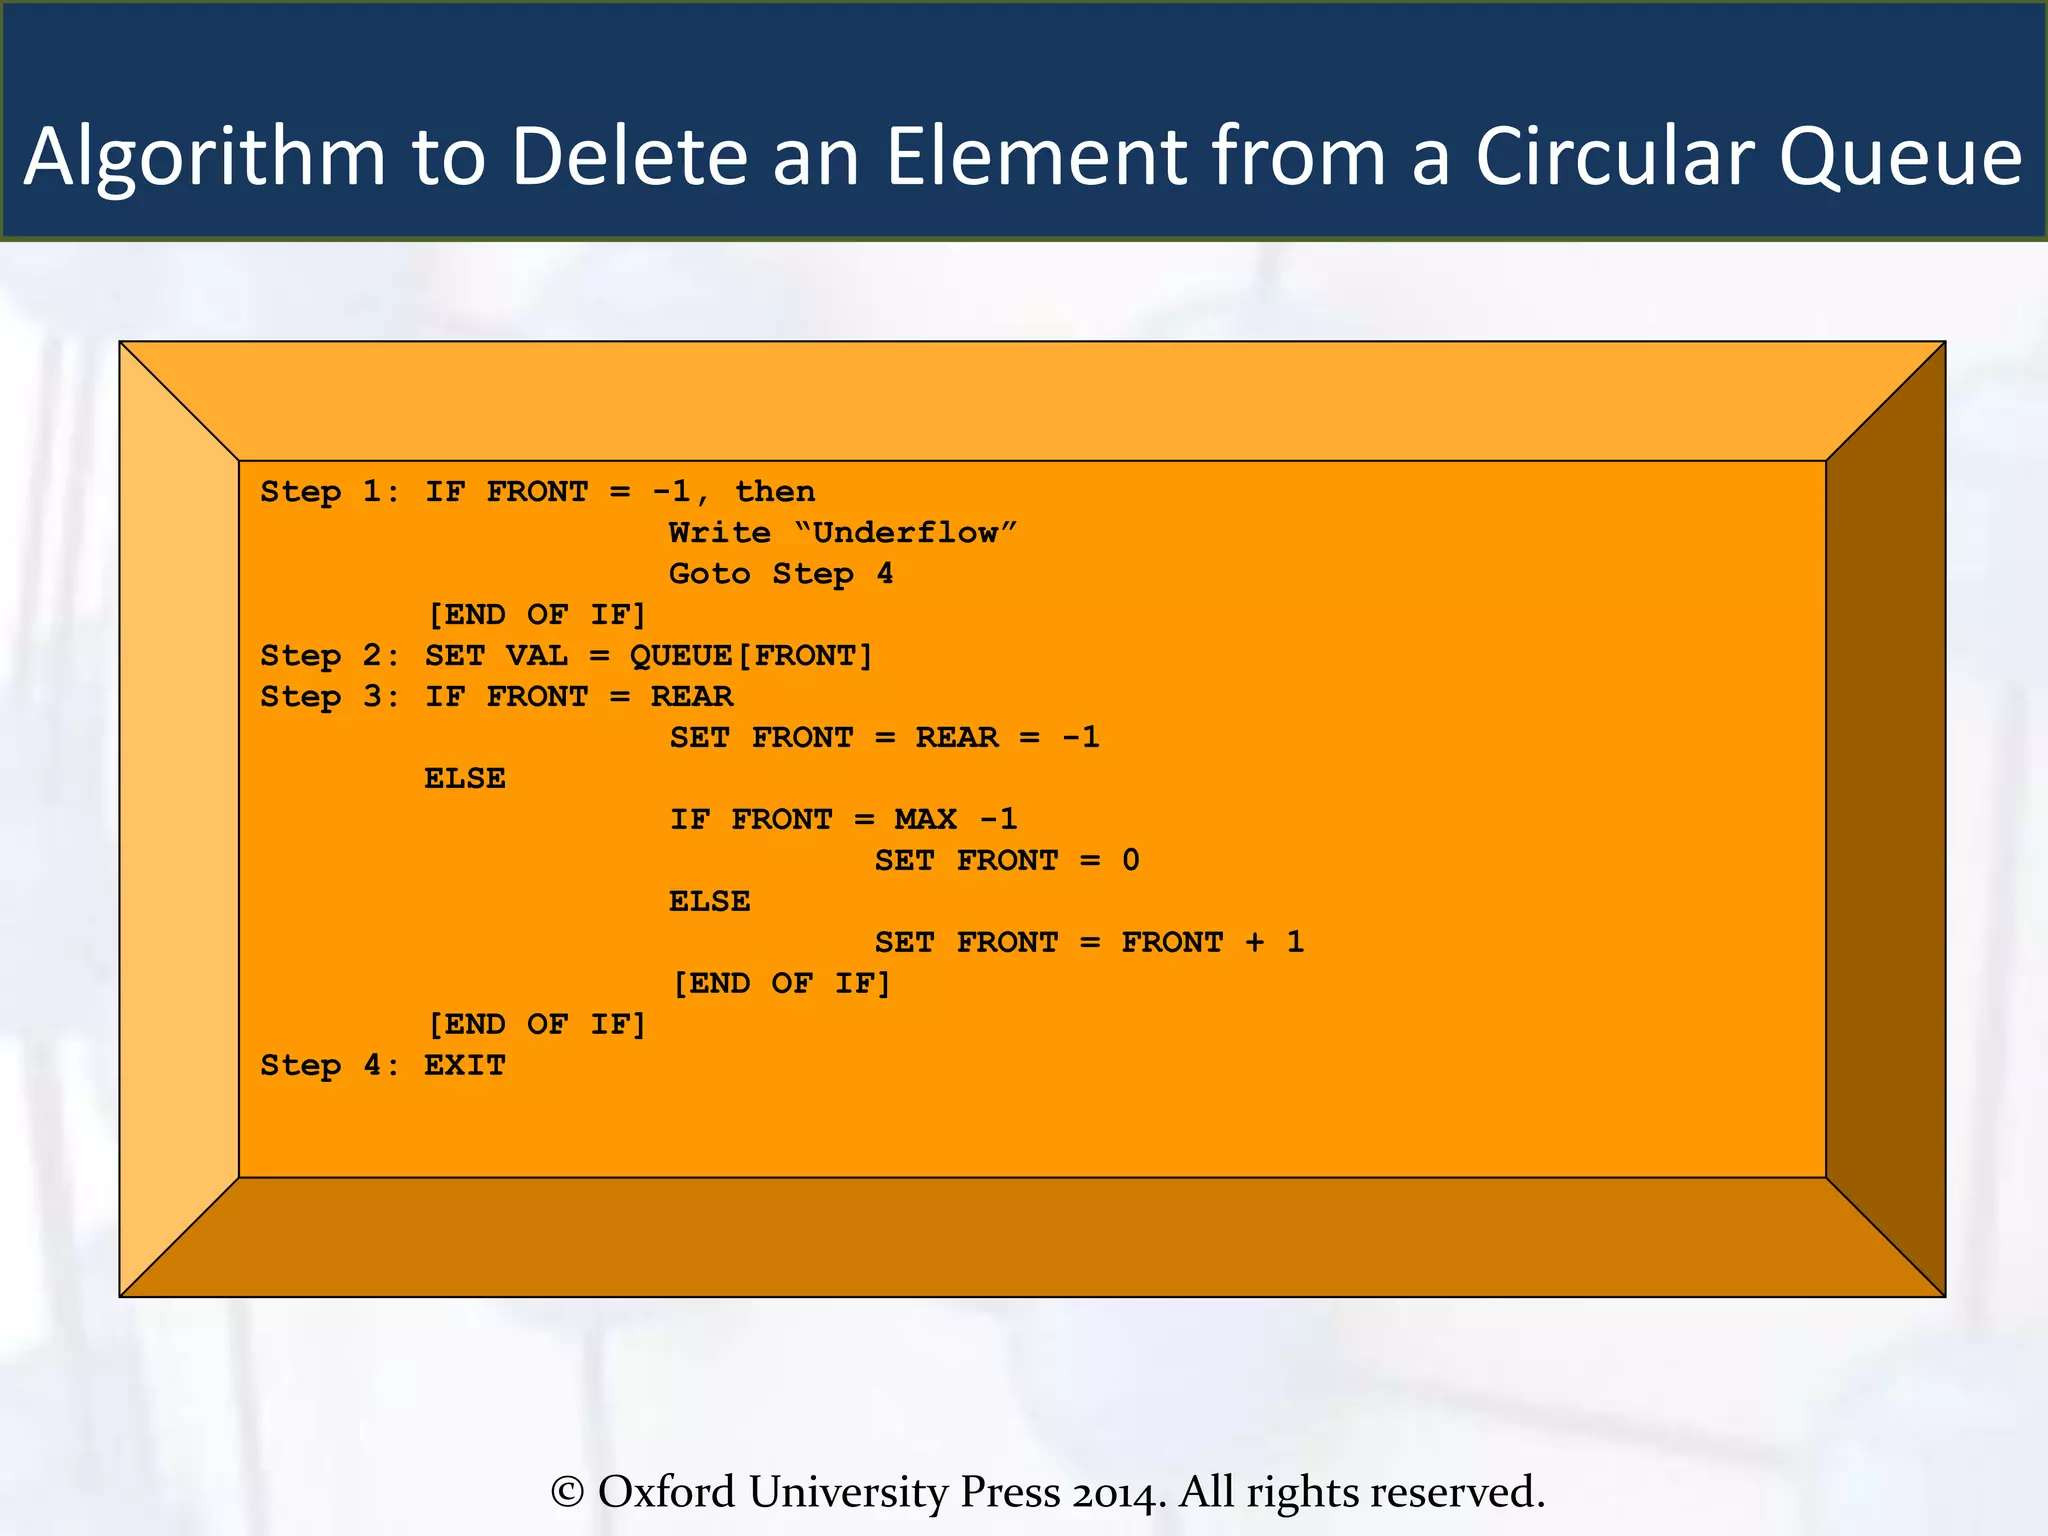 Algorithm to Delete an Element from a Circular Queue
Step 1: IF FRONT = -1, then
Write “Underflow”
Goto Step 4
[END OF IF]
Step 2: SET VAL = QUEUE[FRONT]
Step 3: IF FRONT = REAR
SET FRONT = REAR = -1
ELSE
IF FRONT = MAX -1
SET FRONT = 0
ELSE
SET FRONT = FRONT + 1
[END OF IF]
[END OF IF]
Step 4: EXIT
© Oxford University Press 2014. All rights reserved.